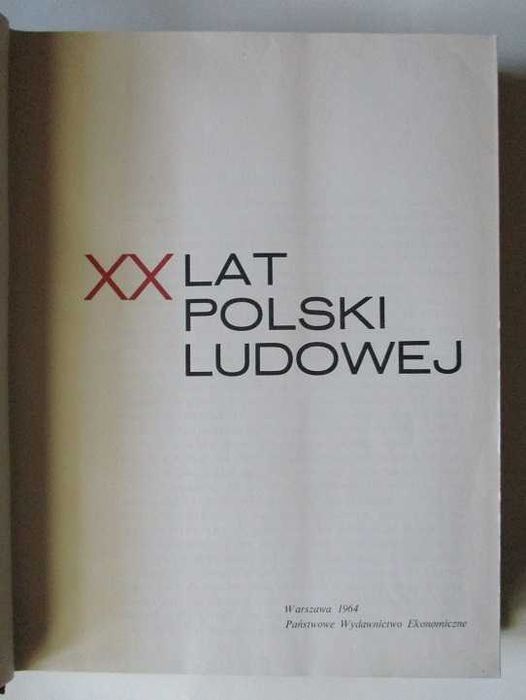 XX LAT
POLSKI
LUDOWEJ
Warszawa 1964
Państwowe Wydawnictwo Ekonomiczne